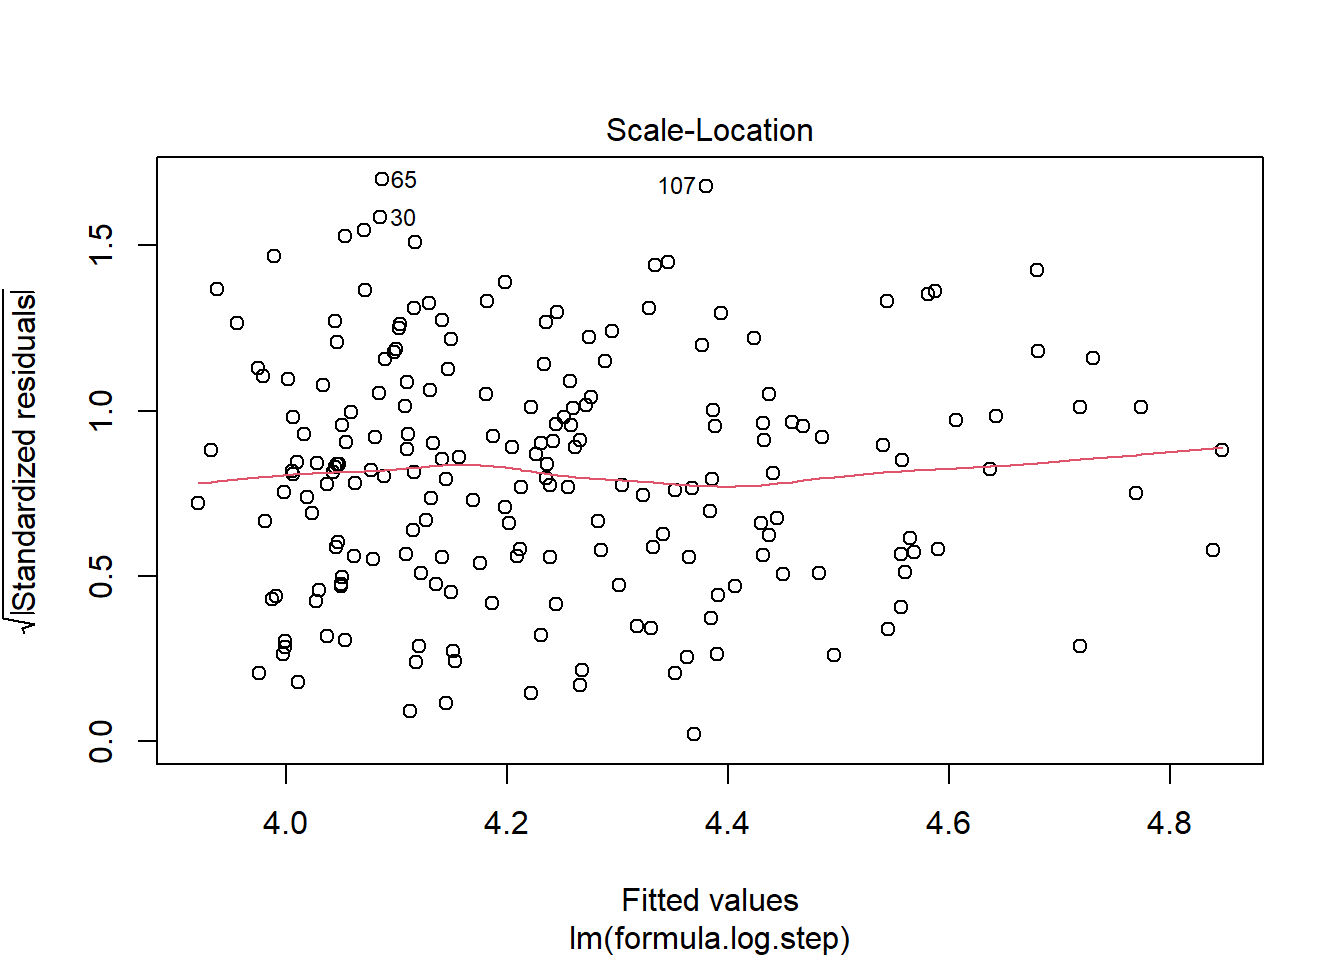 Scale-Location
65
107
30
√|Standardized residuals|
1.5
1.0
0.5
0.0
4.0 4.2 4.4 4.6 4.8
Fitted values
lm(formula.log.step)